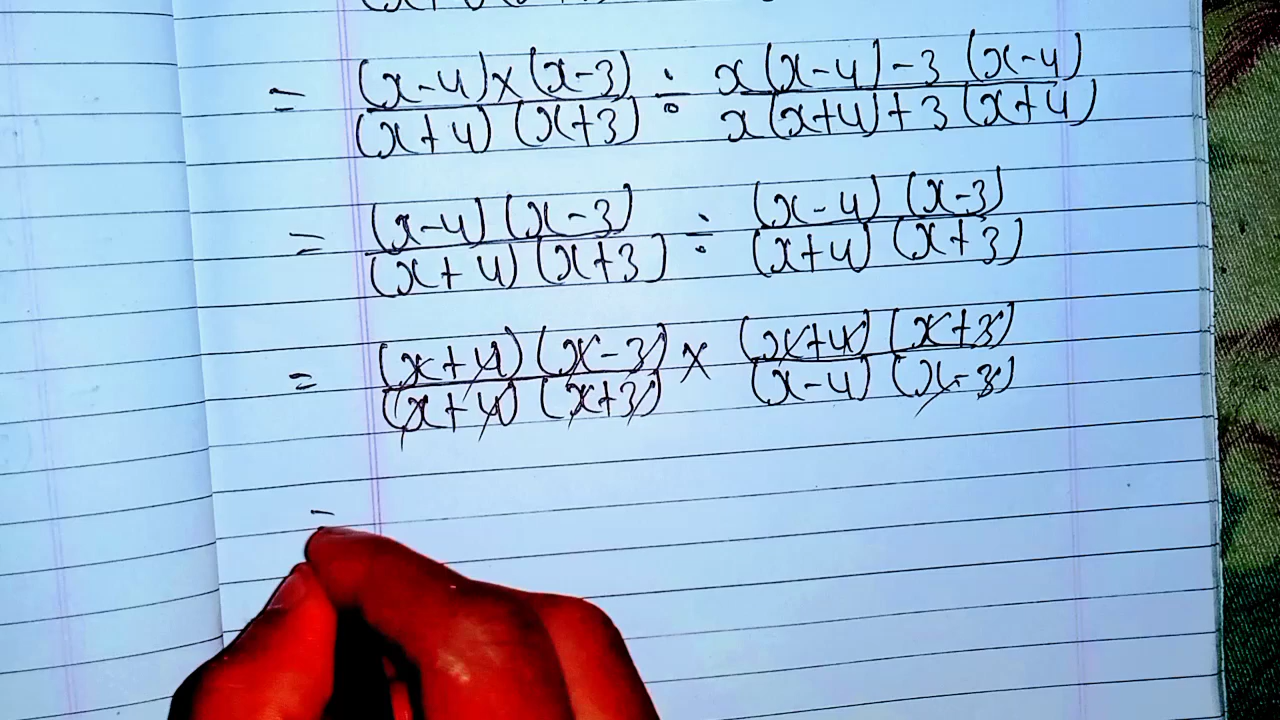 = (x-4)×(x-3) / (x+4)(x+3) ÷ x(x-4)-3(x-4) / x(x+4)+3(x+4)
= (x-4)(x-3) / (x+4)(x+3) ÷ (x-4)(x-3) / (x+4)(x+3)
= (x+4)(x-3) / (x+4)(x+3) × (x+4)(x+3) / (x-4)(x-3)